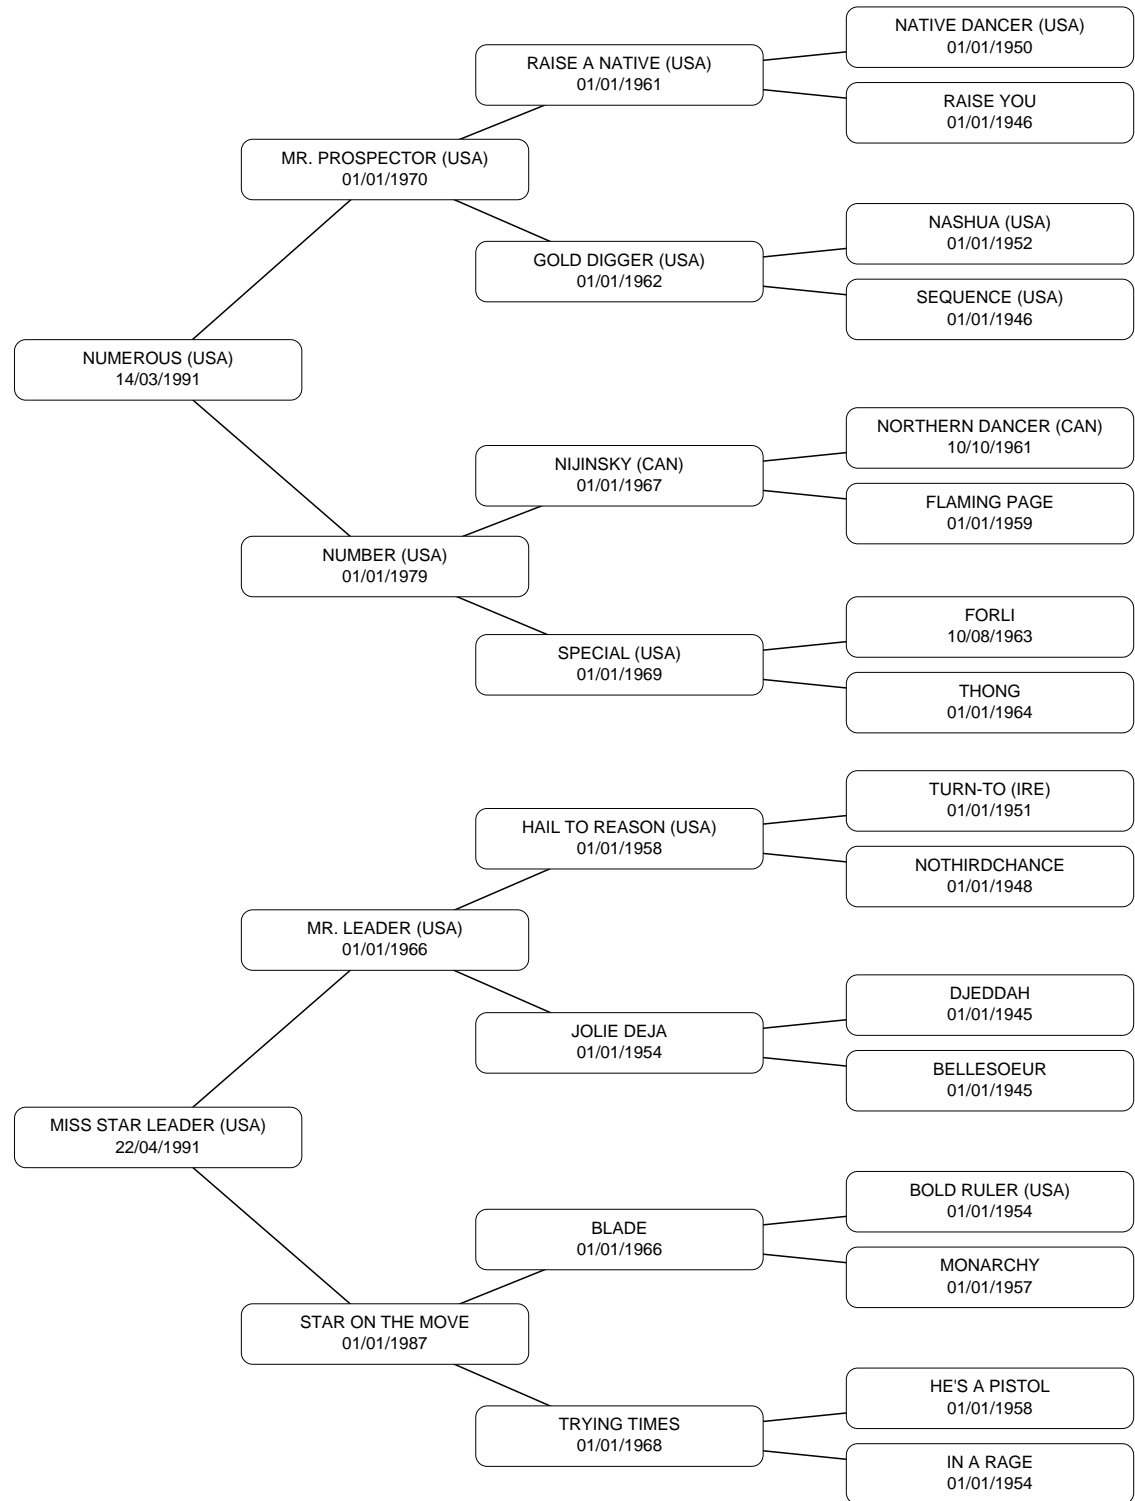 NATIVE DANCER (USA)
01/01/1950
RAISE A NATIVE (USA)
01/01/1961
RAISE YOU
01/01/1946
MR. PROSPECTOR (USA)
01/01/1970
NASHUA (USA)
01/01/1952
GOLD DIGGER (USA)
01/01/1962
SEQUENCE (USA)
01/01/1946
NUMEROUS (USA)
14/03/1991
NORTHERN DANCER (CAN)
10/10/1961
NIJINSKY (CAN)
01/01/1967
FLAMING PAGE
01/01/1959
NUMBER (USA)
01/01/1979
FORLI
10/08/1963
SPECIAL (USA)
01/01/1969
THONG
01/01/1964
TURN-TO (IRE)
01/01/1951
HAIL TO REASON (USA)
01/01/1958
NOTHIRDCHANCE
01/01/1948
MR. LEADER (USA)
01/01/1966
DJEDDAH
01/01/1945
JOLIE DEJA
01/01/1954
BELLESOEUR
01/01/1945
MISS STAR LEADER (USA)
22/04/1991
BOLD RULER (USA)
01/01/1954
BLADE
01/01/1966
MONARCHY
01/01/1957
STAR ON THE MOVE
01/01/1987
HE'S A PISTOL
01/01/1958
TRYING TIMES
01/01/1968
IN A RAGE
01/01/1954